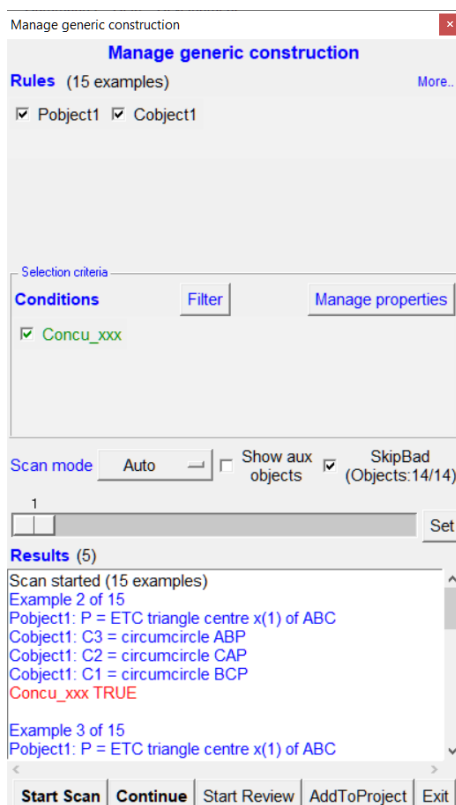 Manage generic construction
Manage generic construction
Rules (15 examples) More..
Pobject1 Cobject1
Selection criteria
Conditions Filter Manage properties
Concu_xxx
Scan mode Auto Show aux objects SkipBad (Objects:14/14)
1
Set
Results (5)
Scan started (15 examples)
Example 2 of 15
Pobject1: P = ETC triangle centre x(1) of ABC
Cobject1: C3 = circumcircle ABP
Cobject1: C2 = circumcircle CAP
Cobject1: C1 = circumcircle BCP
Concu_xxx TRUE
Example 3 of 15
Pobject1: P = ETC triangle centre x(1) of ABC
Start Scan Continue Start Review AddToProject Exit